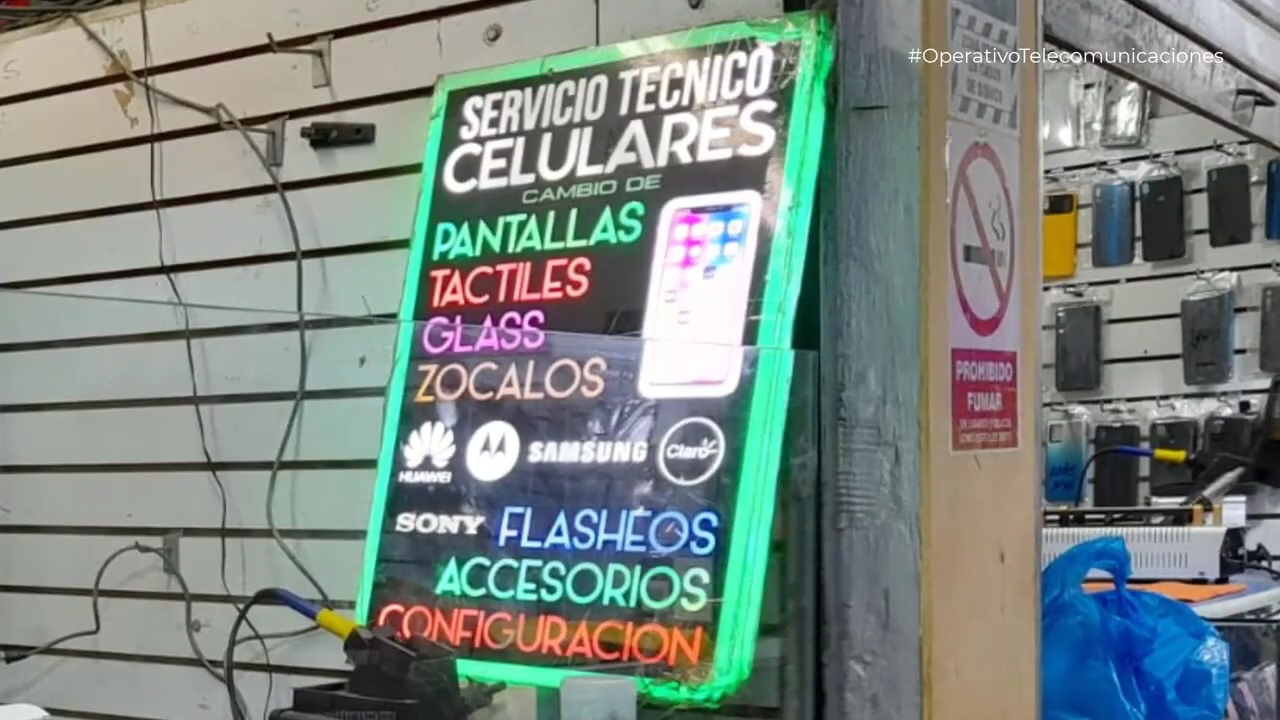 #OperativoTelecomunicaciones
SERVICIO TECNICO
CELULARES
CAMBIO DE
PANTALLAS
TACTILES
GLASS
ZOCALOS
HUAWEI
SAMSUNG
Claro
SONY FLASHEOS
ACCESORIOS
CONFIGURACION
PROHIBIDO
FUMAR